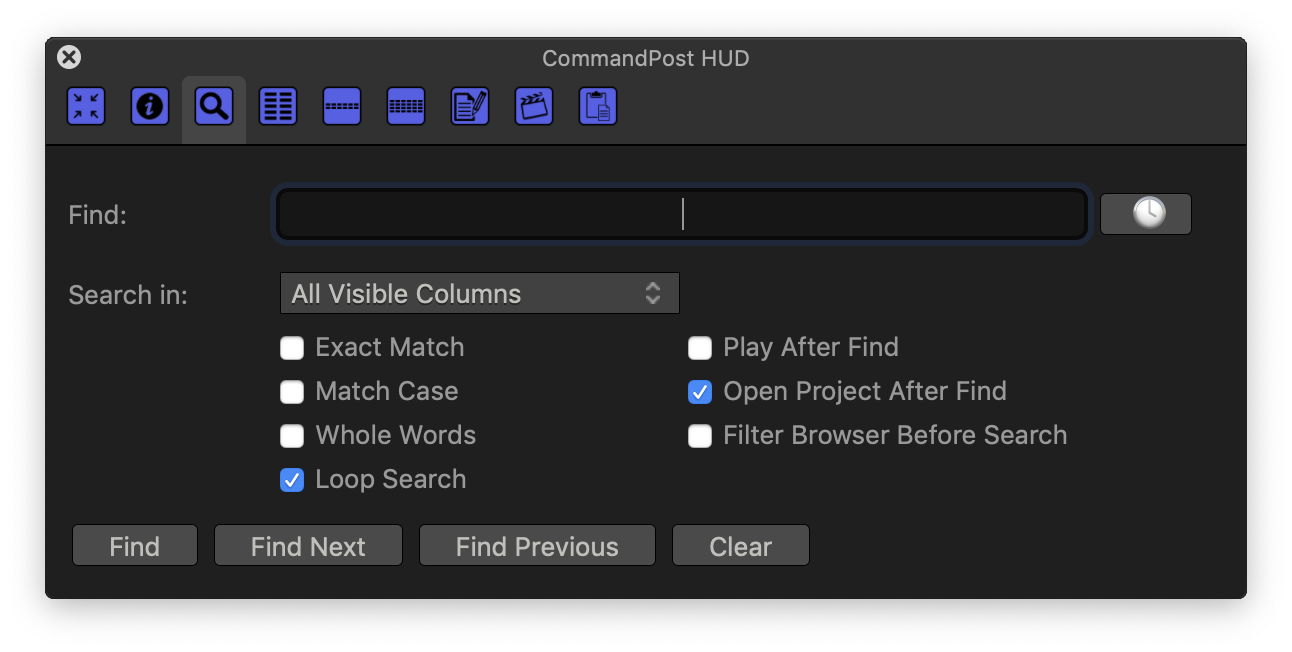 CommandPost HUD
Find:
Search in: All Visible Columns
Exact Match Play After Find
Match Case Open Project After Find
Whole Words Filter Browser Before Search
Loop Search
Find Find Next Find Previous Clear